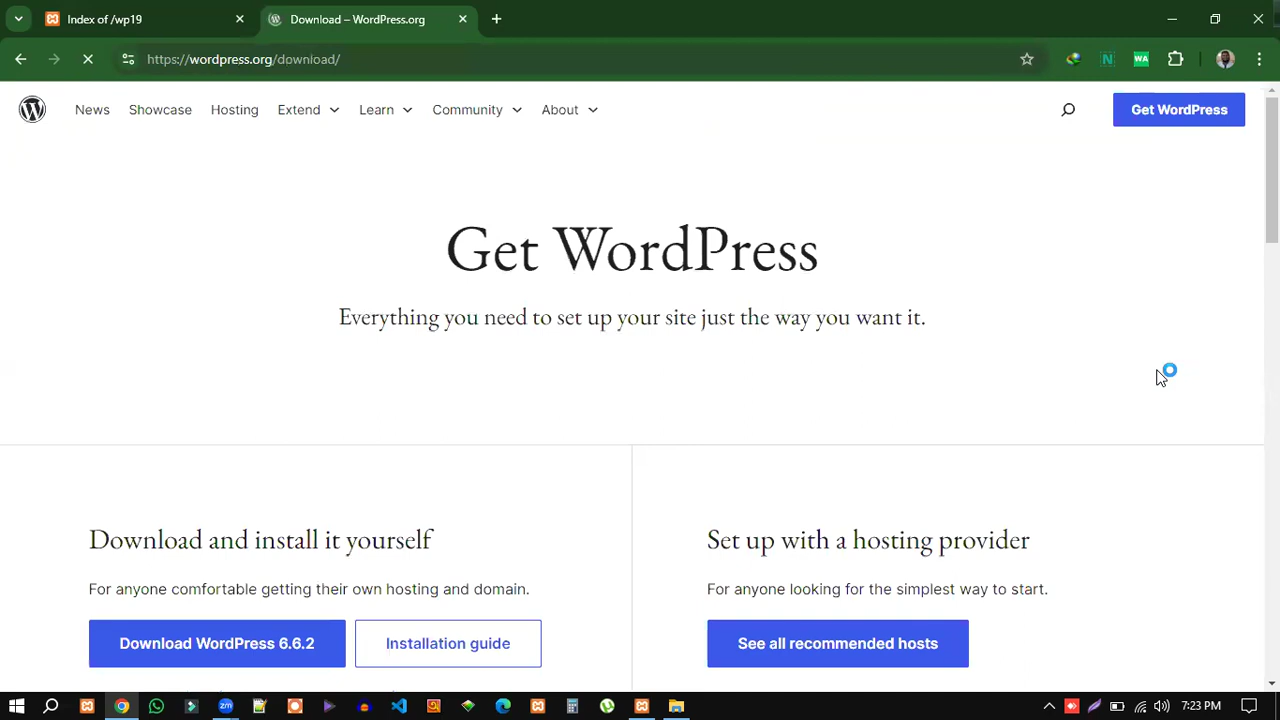 Index of /wp19
Download – WordPress.org
https://wordpress.org/download/
N
WA
W
News
Showcase
Hosting
Extend
Learn
Community
About
Get WordPress
Get WordPress
Everything you need to set up your site just the way you want it.
Download and install it yourself
For anyone comfortable getting their own hosting and domain.
Download WordPress 6.6.2
Installation guide
Set up with a hosting provider
For anyone looking for the simplest way to start.
See all recommended hosts
zm
7:23 PM